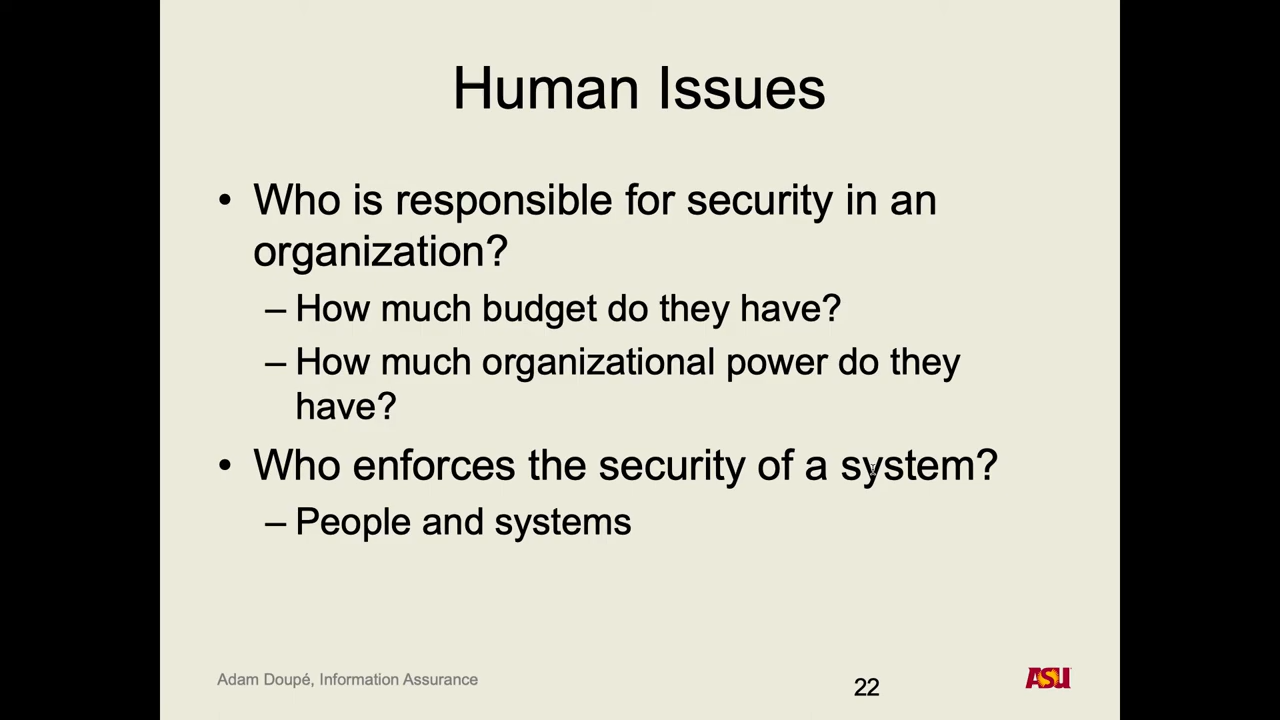 Human Issues
• Who is responsible for security in an
organization?
– How much budget do they have?
– How much organizational power do they
have?
• Who enforces the security of a system?
– People and systems
Adam Doupé, Information Assurance
22
ASU